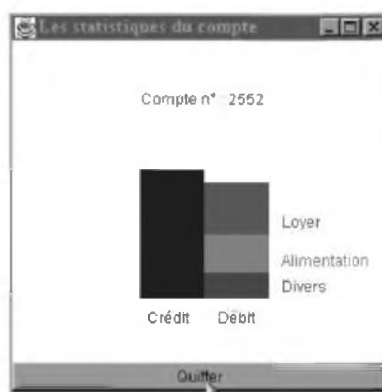 Les statistiques du compte
Compte n° : 2552
Loyer
Alimentation
Divers
Crédit Débit
Quitter